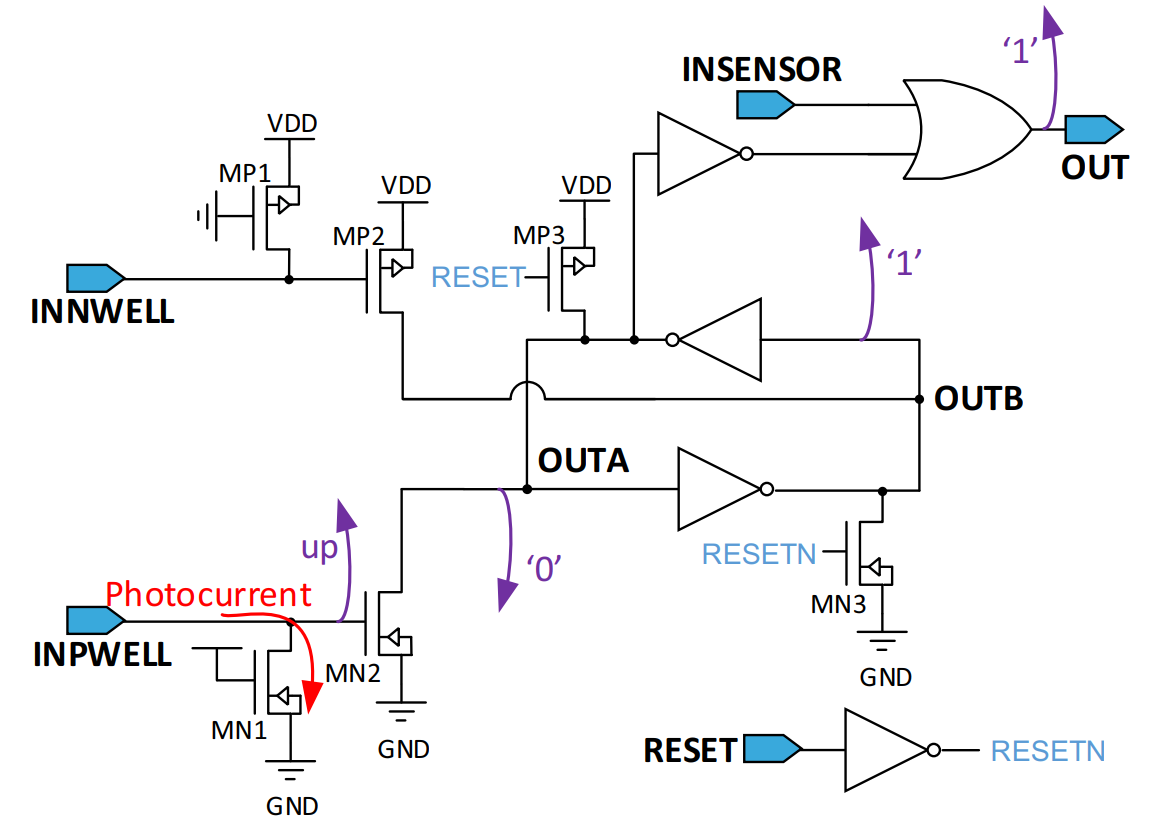 ‘1’
INSENSOR
OUT
VDD
MP1
VDD
VDD
MP2
MP3
RESET
INNWELL
‘1’
OUTB
OUTA
up
‘0’
RESETN
Photocurrent
MN3
INPWELL
MN2
GND
MN1
GND
RESET
RESETN
GND